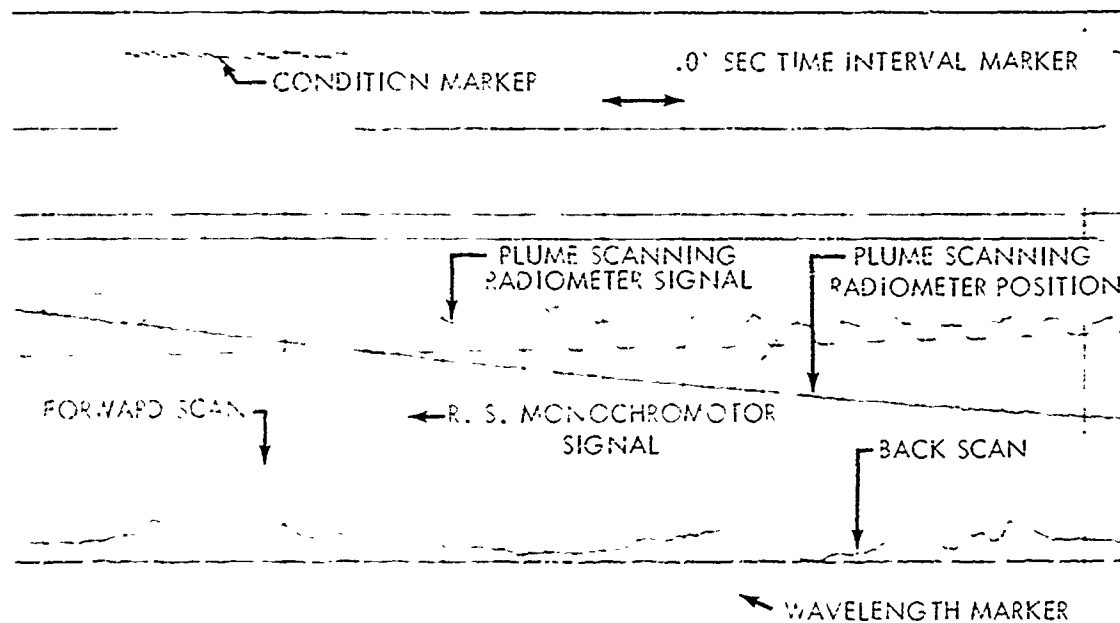 CONDITION MARKER
.01 SEC TIME INTERVAL MARKER
PLUME SCANNING
RADIOMETER SIGNAL
PLUME SCANNING
RADIOMETER POSITION
FORWARD SCAN
R. S. MONOCHROMOTOR
SIGNAL
BACK SCAN
WAVELENGTH MARKER